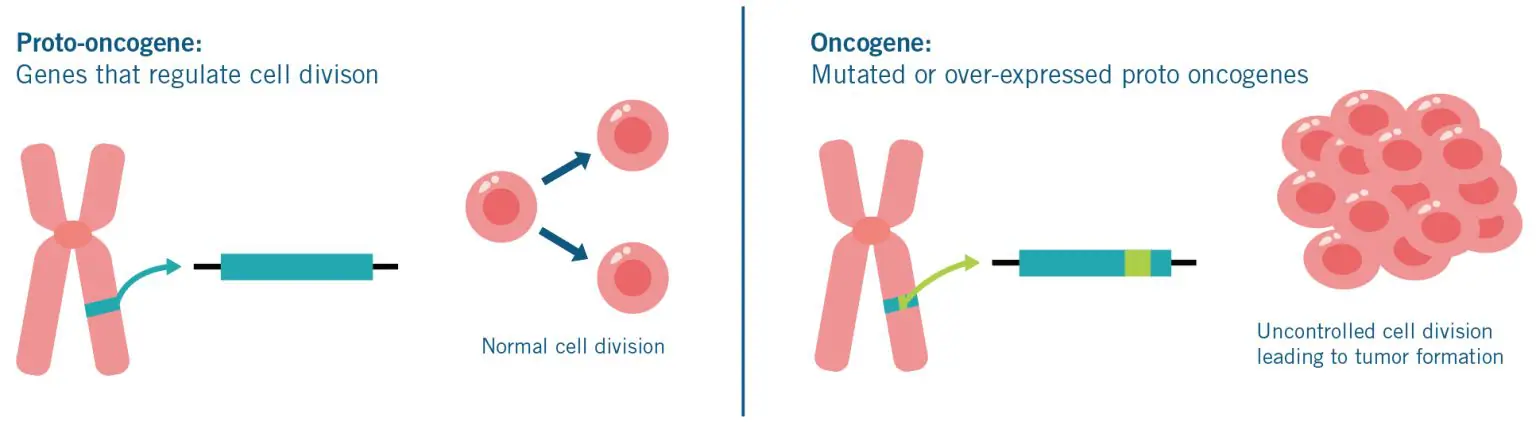 Proto-oncogene:
Genes that regulate cell divison
Normal cell division
Oncogene:
Mutated or over-expressed proto oncogenes
Uncontrolled cell division
leading to tumor formation